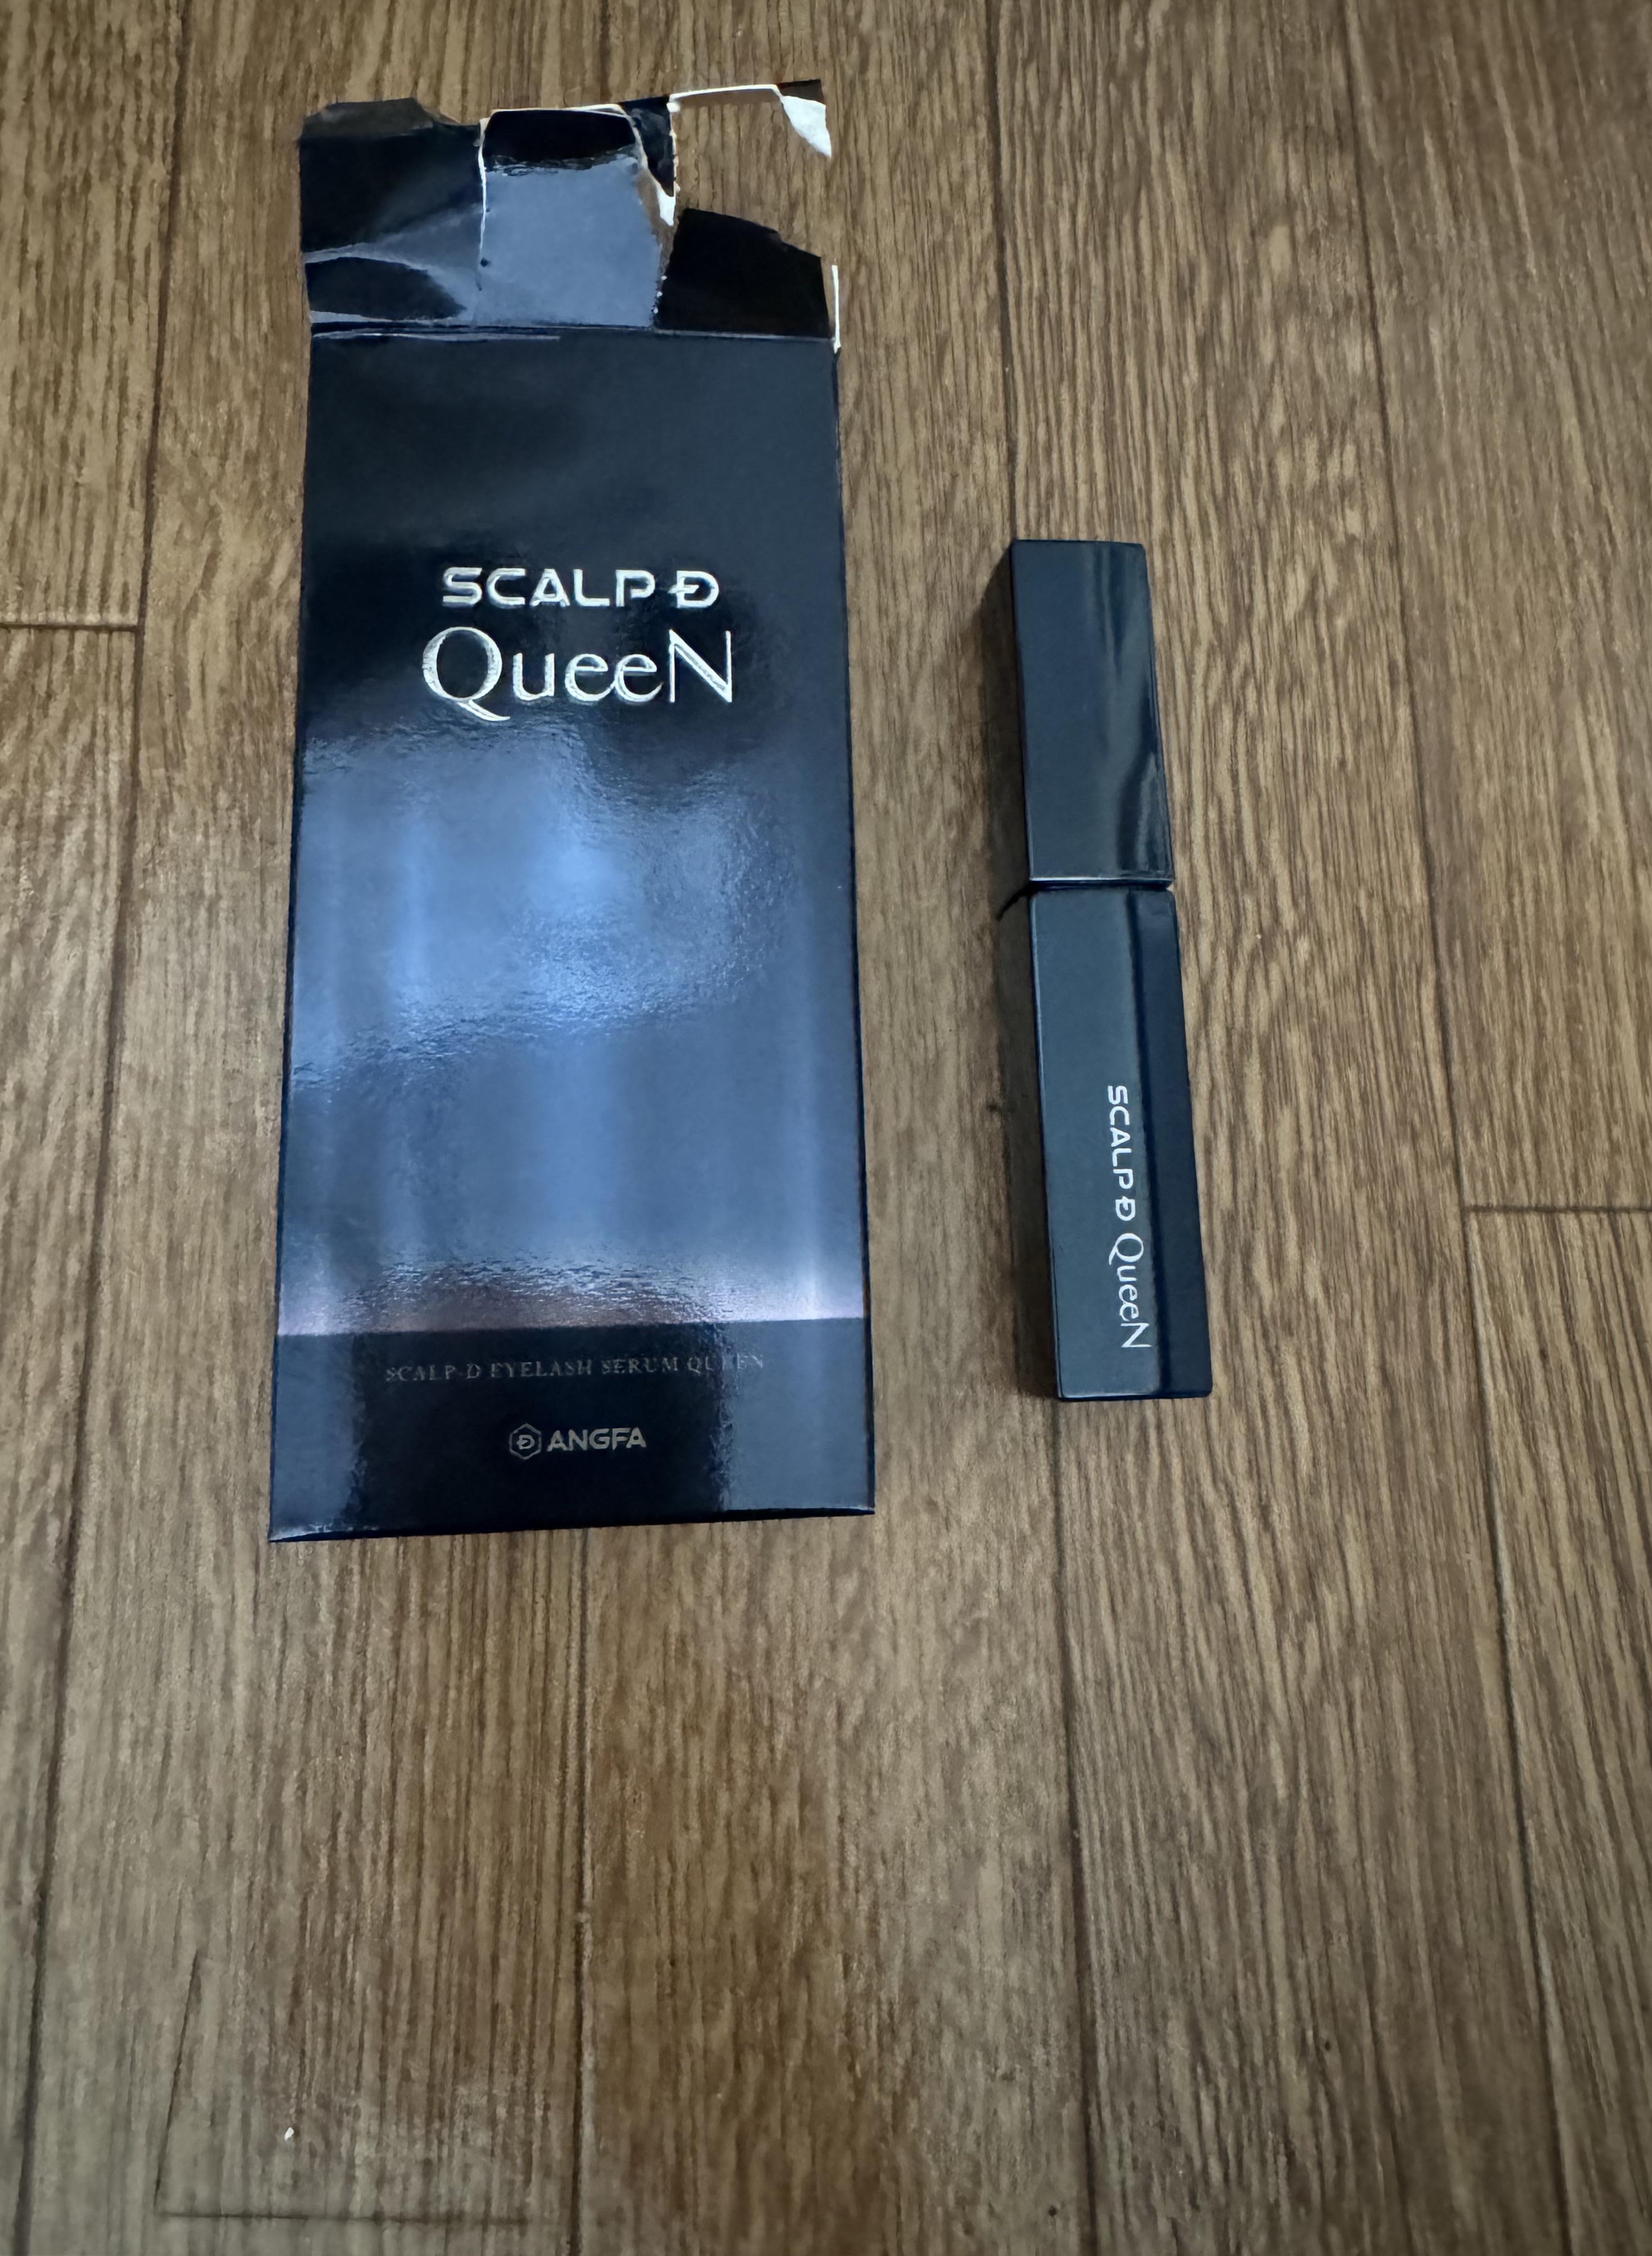 SCALP D
QueeN
SCALP-D EYELASH SERUM QUEEN
D ANGFA
SCALP D QueeN